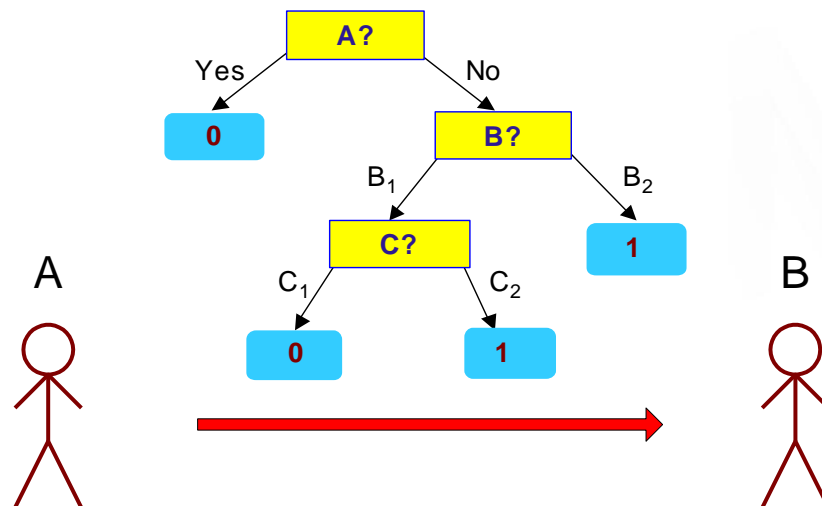 A?
Yes
No
0
B?
B₁
B₂
C?
1
A
B
C₁
C₂
0
1